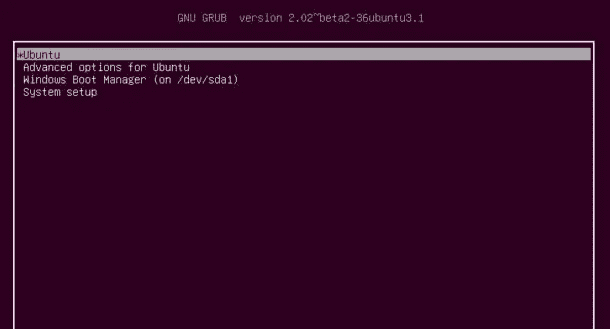 GNU GRUB version 2.02~beta2-36ubuntu3.1
*Ubuntu
Advanced options for Ubuntu
Windows Boot Manager (on /dev/sda1)
System setup